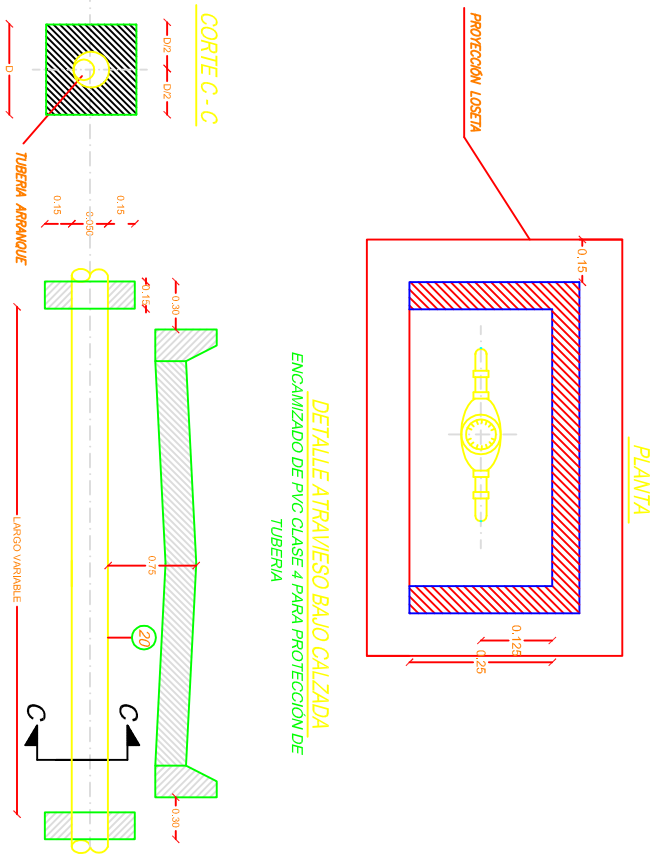 PLANTA
PROYECCIÓN LOSETA
0.15
0.125
0.25
DETALLE ATRAVIESO BAJO CALZADA
ENCAMIZADO DE PVC CLASE 4 PARA PROTECCIÓN DE
TUBERIA
0.30
0.75
0.30
0.15
20
LARGO VARIABLE
C
C
CORTE C - C
D/2
D/2
D
TUBERIA ARRANQUE
0.15
0.050
0.15